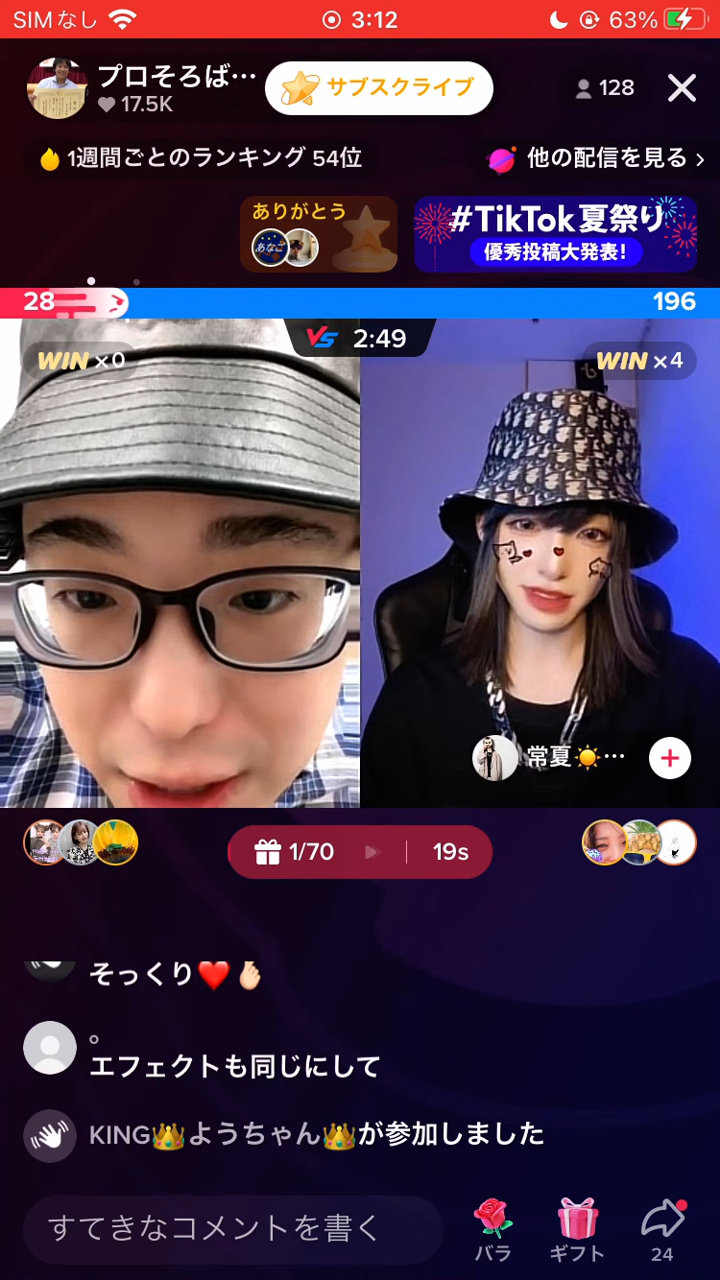 SIMなし
3:12
63%
プロそろば…
17.5K
サブスクライブ
128
1週間ごとのランキング 54位
他の配信を見る
ありがとう
あなご
#TikTok夏祭り
優秀投稿大発表!
28
196
WIN ×0
VS 2:49
WIN ×4
常夏☀️…
1/70
19s
そっくり❤️🫰🏻
。
エフェクトも同じにして
KING👑ようちゃん👑が参加しました
すてきなコメントを書く
バラ
ギフト
24